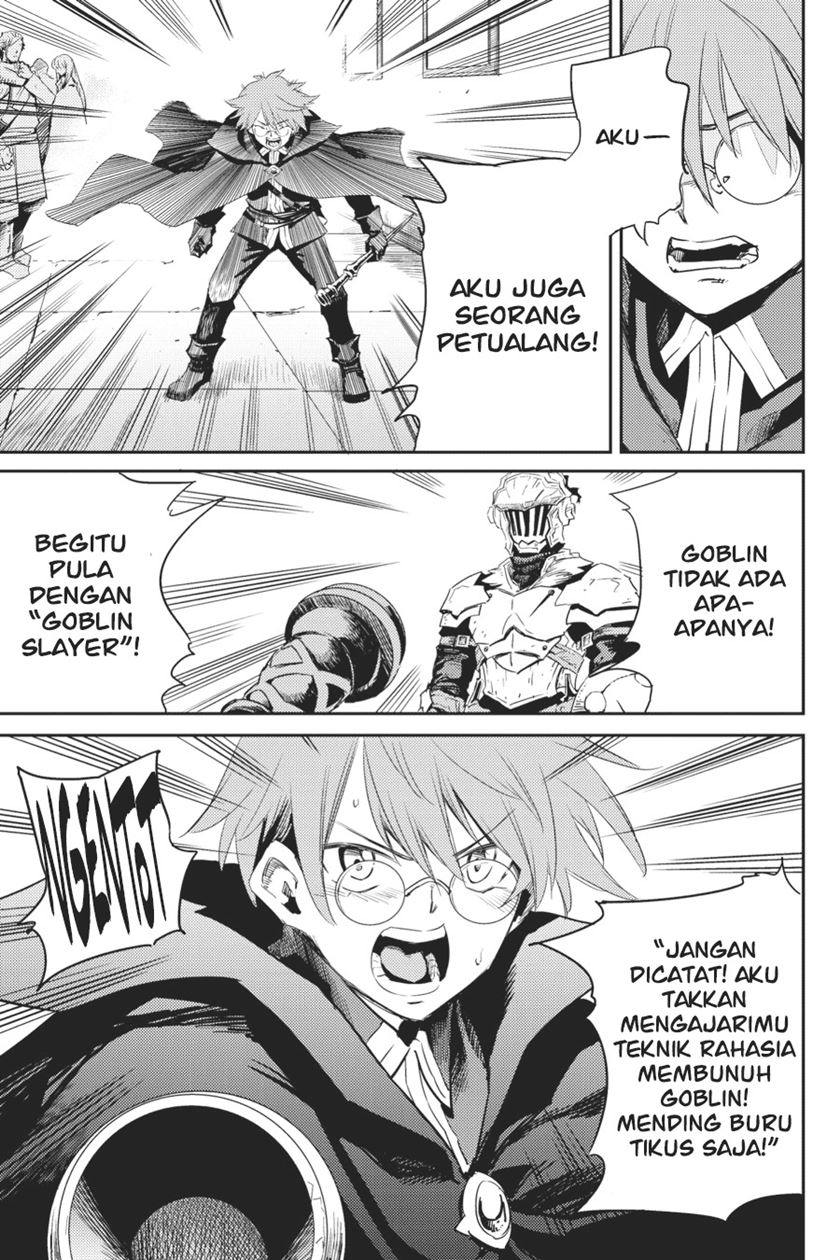 AKU—
AKU JUGA
SEORANG
PETUALANG!
GOBLIN
TIDAK ADA
APA-
APANYA!
BEGITU
PULA
DENGAN
“GOBLIN
SLAYER”!
NGENTOT
“JANGAN
DICATAT! AKU
TAKKAN
MENGAJARIMU
TEKNIK RAHASIA
MEMBUNUH
GOBLIN!
MENDING BURU
TIKUS SAJA!”